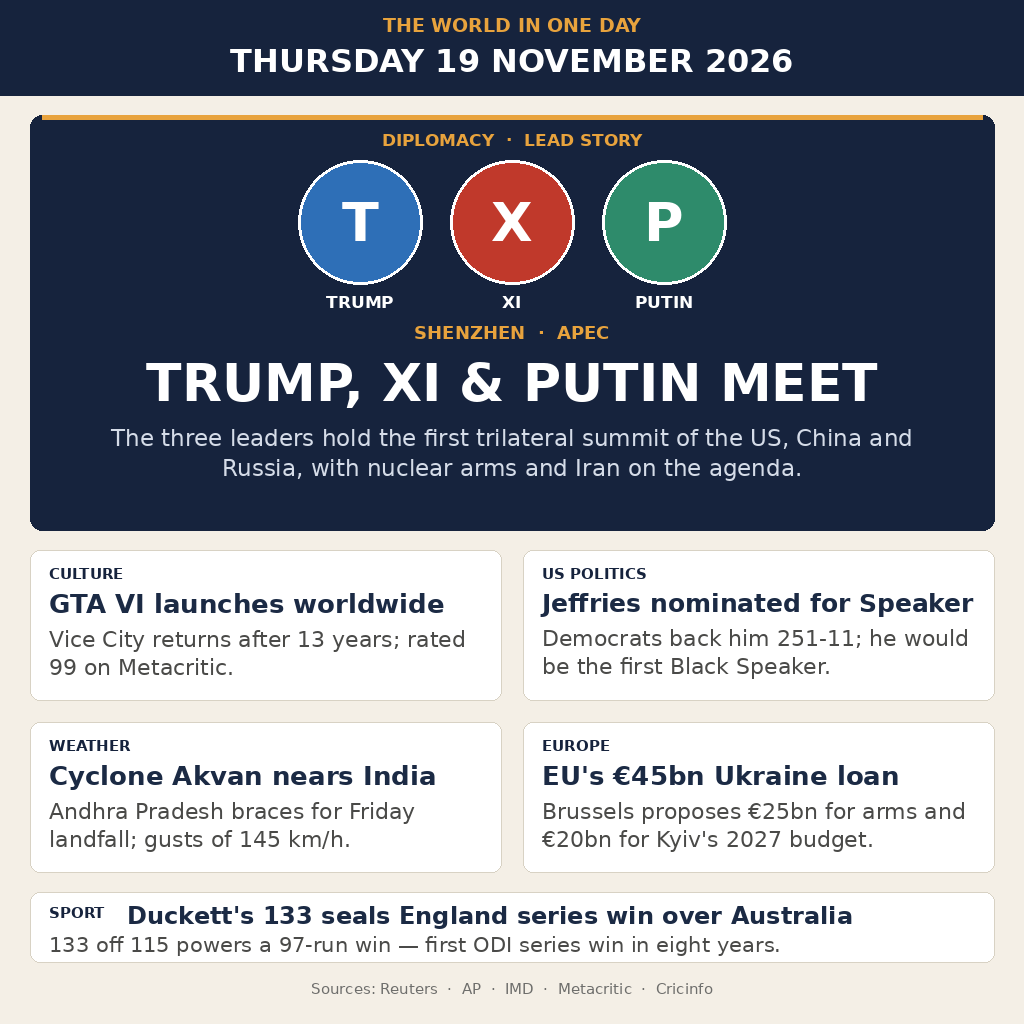 THE WORLD IN ONE DAY
THURSDAY 19 NOVEMBER 2026
DIPLOMACY · LEAD STORY
T X P
TRUMP XI PUTIN
SHENZHEN · APEC
TRUMP, XI & PUTIN MEET
The three leaders hold the first trilateral summit of the US, China and
Russia, with nuclear arms and Iran on the agenda.
CULTURE
GTA VI launches worldwide
Vice City returns after 13 years; rated
99 on Metacritic.
US POLITICS
Jeffries nominated for Speaker
Democrats back him 251-11; he would
be the first Black Speaker.
WEATHER
Cyclone Akvan nears India
Andhra Pradesh braces for Friday
landfall; gusts of 145 km/h.
EUROPE
EU's €45bn Ukraine loan
Brussels proposes €25bn for arms and
€20bn for Kyiv's 2027 budget.
SPORT Duckett's 133 seals England series win over Australia
133 off 115 powers a 97-run win — first ODI series win in eight years.
Sources: Reuters · AP · IMD · Metacritic · Cricinfo